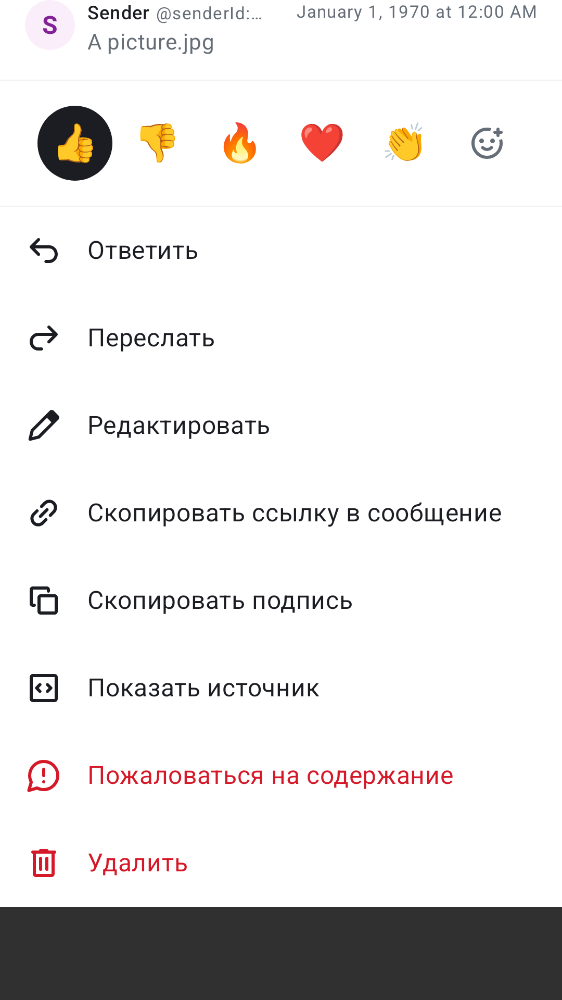 S
Sender @senderId:... January 1, 1970 at 12:00 AM
A picture.jpg
Ответить
Переслать
Редактировать
Скопировать ссылку в сообщение
Скопировать подпись
Показать источник
Пожаловаться на содержание
Удалить